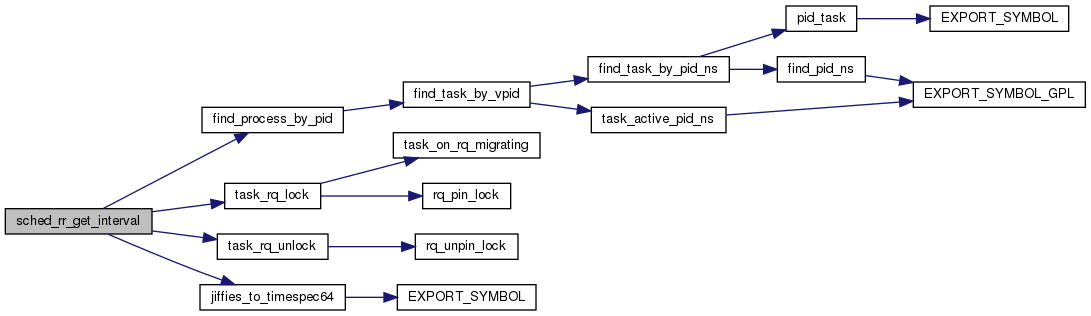 pid_task
EXPORT_SYMBOL
find_task_by_pid_ns
find_pid_ns
find_task_by_vpid
EXPORT_SYMBOL_GPL
find_process_by_pid
task_active_pid_ns
task_on_rq_migrating
task_rq_lock
rq_pin_lock
sched_rr_get_interval
task_rq_unlock
rq_unpin_lock
jiffies_to_timespec64
EXPORT_SYMBOL